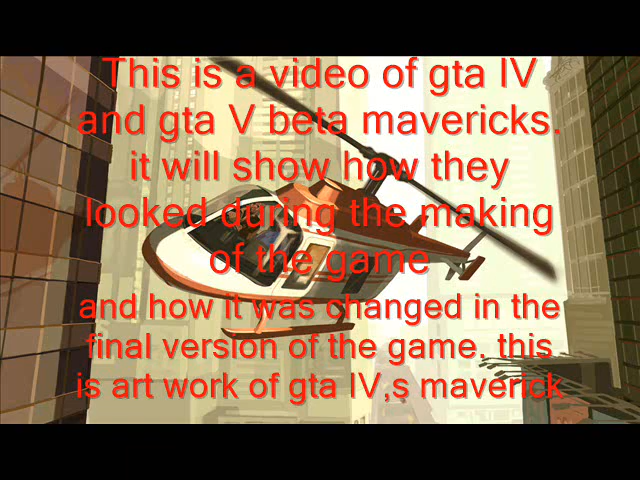 This is a video of gta IV
and gta V beta mavericks.
it will show how they
looked during the making
of the game
and how it was changed in the
final version of the game. this
is art work of gta IV,s maverick